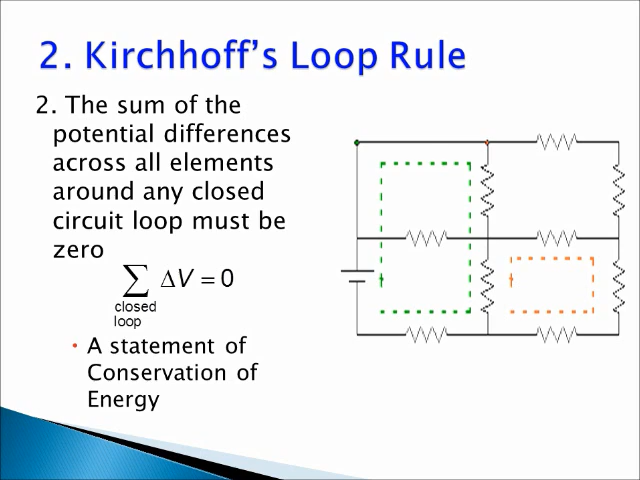 2. Kirchhoff's Loop Rule
2. The sum of the
potential differences
across all elements
around any closed
circuit loop must be
zero
∑ ΔV = 0
closed
loop
• A statement of
Conservation of
Energy